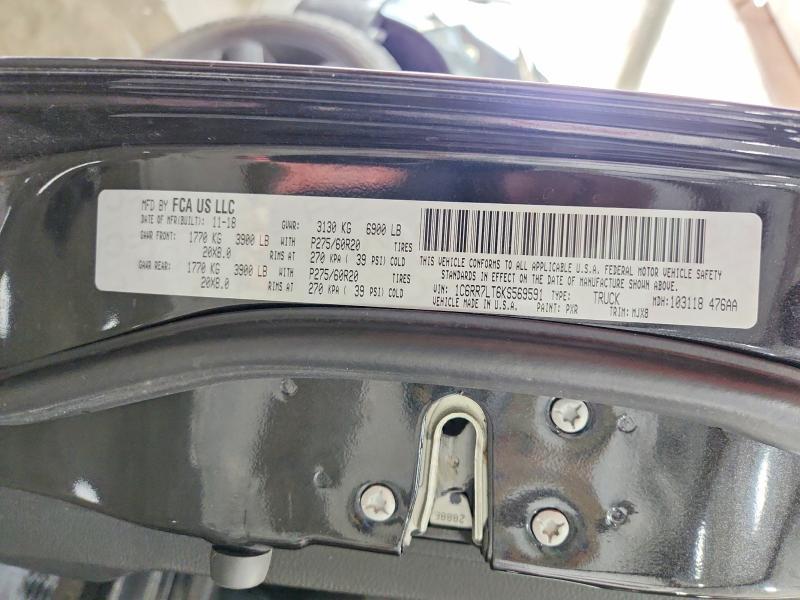 MFD BY FCA US LLC
DATE OF MFR(BUILT): 11-18 GVWR: 3130 KG 6900 LB
GAWR FRONT: 1770 KG 3900 LB WITH P275/60R20 TIRES
20X8.0 RIMS AT 270 KPA ( 39 PSI) COLD
GAWR REAR: 1770 KG 3900 LB WITH P275/60R20 TIRES
20X8.0 RIMS AT 270 KPA ( 39 PSI) COLD
THIS VEHICLE CONFORMS TO ALL APPLICABLE U.S.A. FEDERAL MOTOR VEHICLE SAFETY
STANDARDS IN EFFECT ON THE DATE OF MANUFACTURE SHOWN ABOVE.
VIN: 1C6RR7LT6KS569591 TYPE: TRUCK MDH:103118 476AA
VEHICLE MADE IN U.S.A. PAINT: PXR TRIM: MJX8